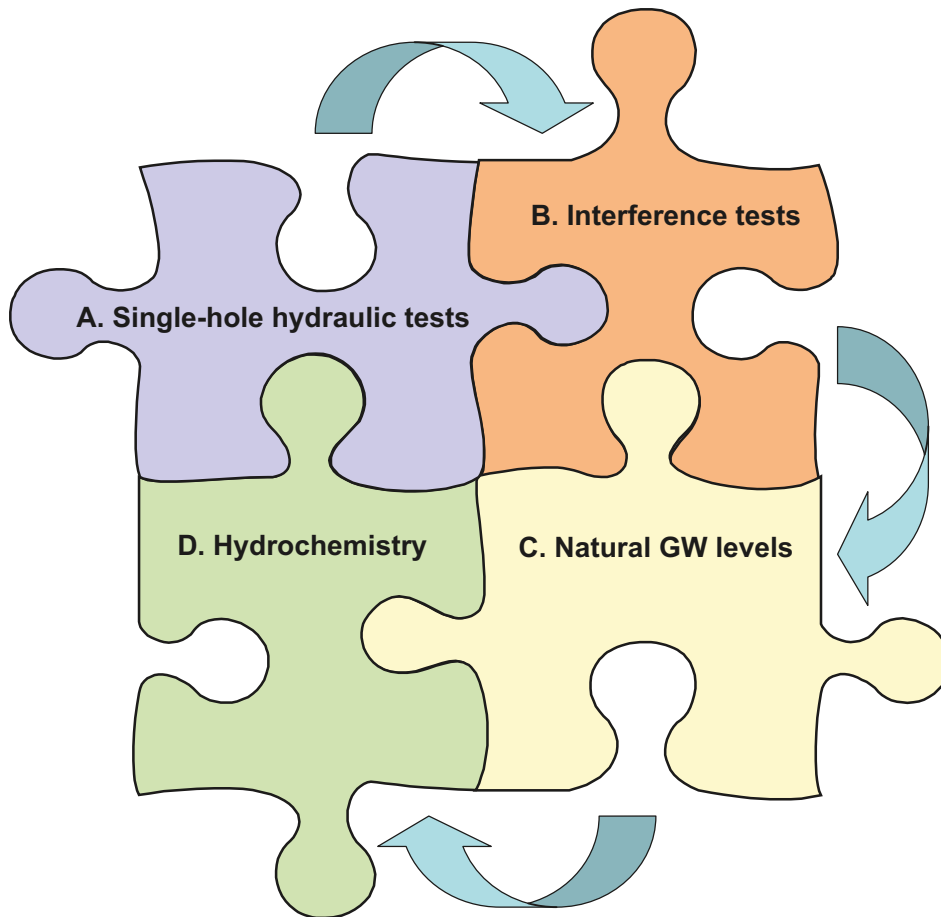 B. Interference tests
A. Single-hole hydraulic tests
D. Hydrochemistry
C. Natural GW levels